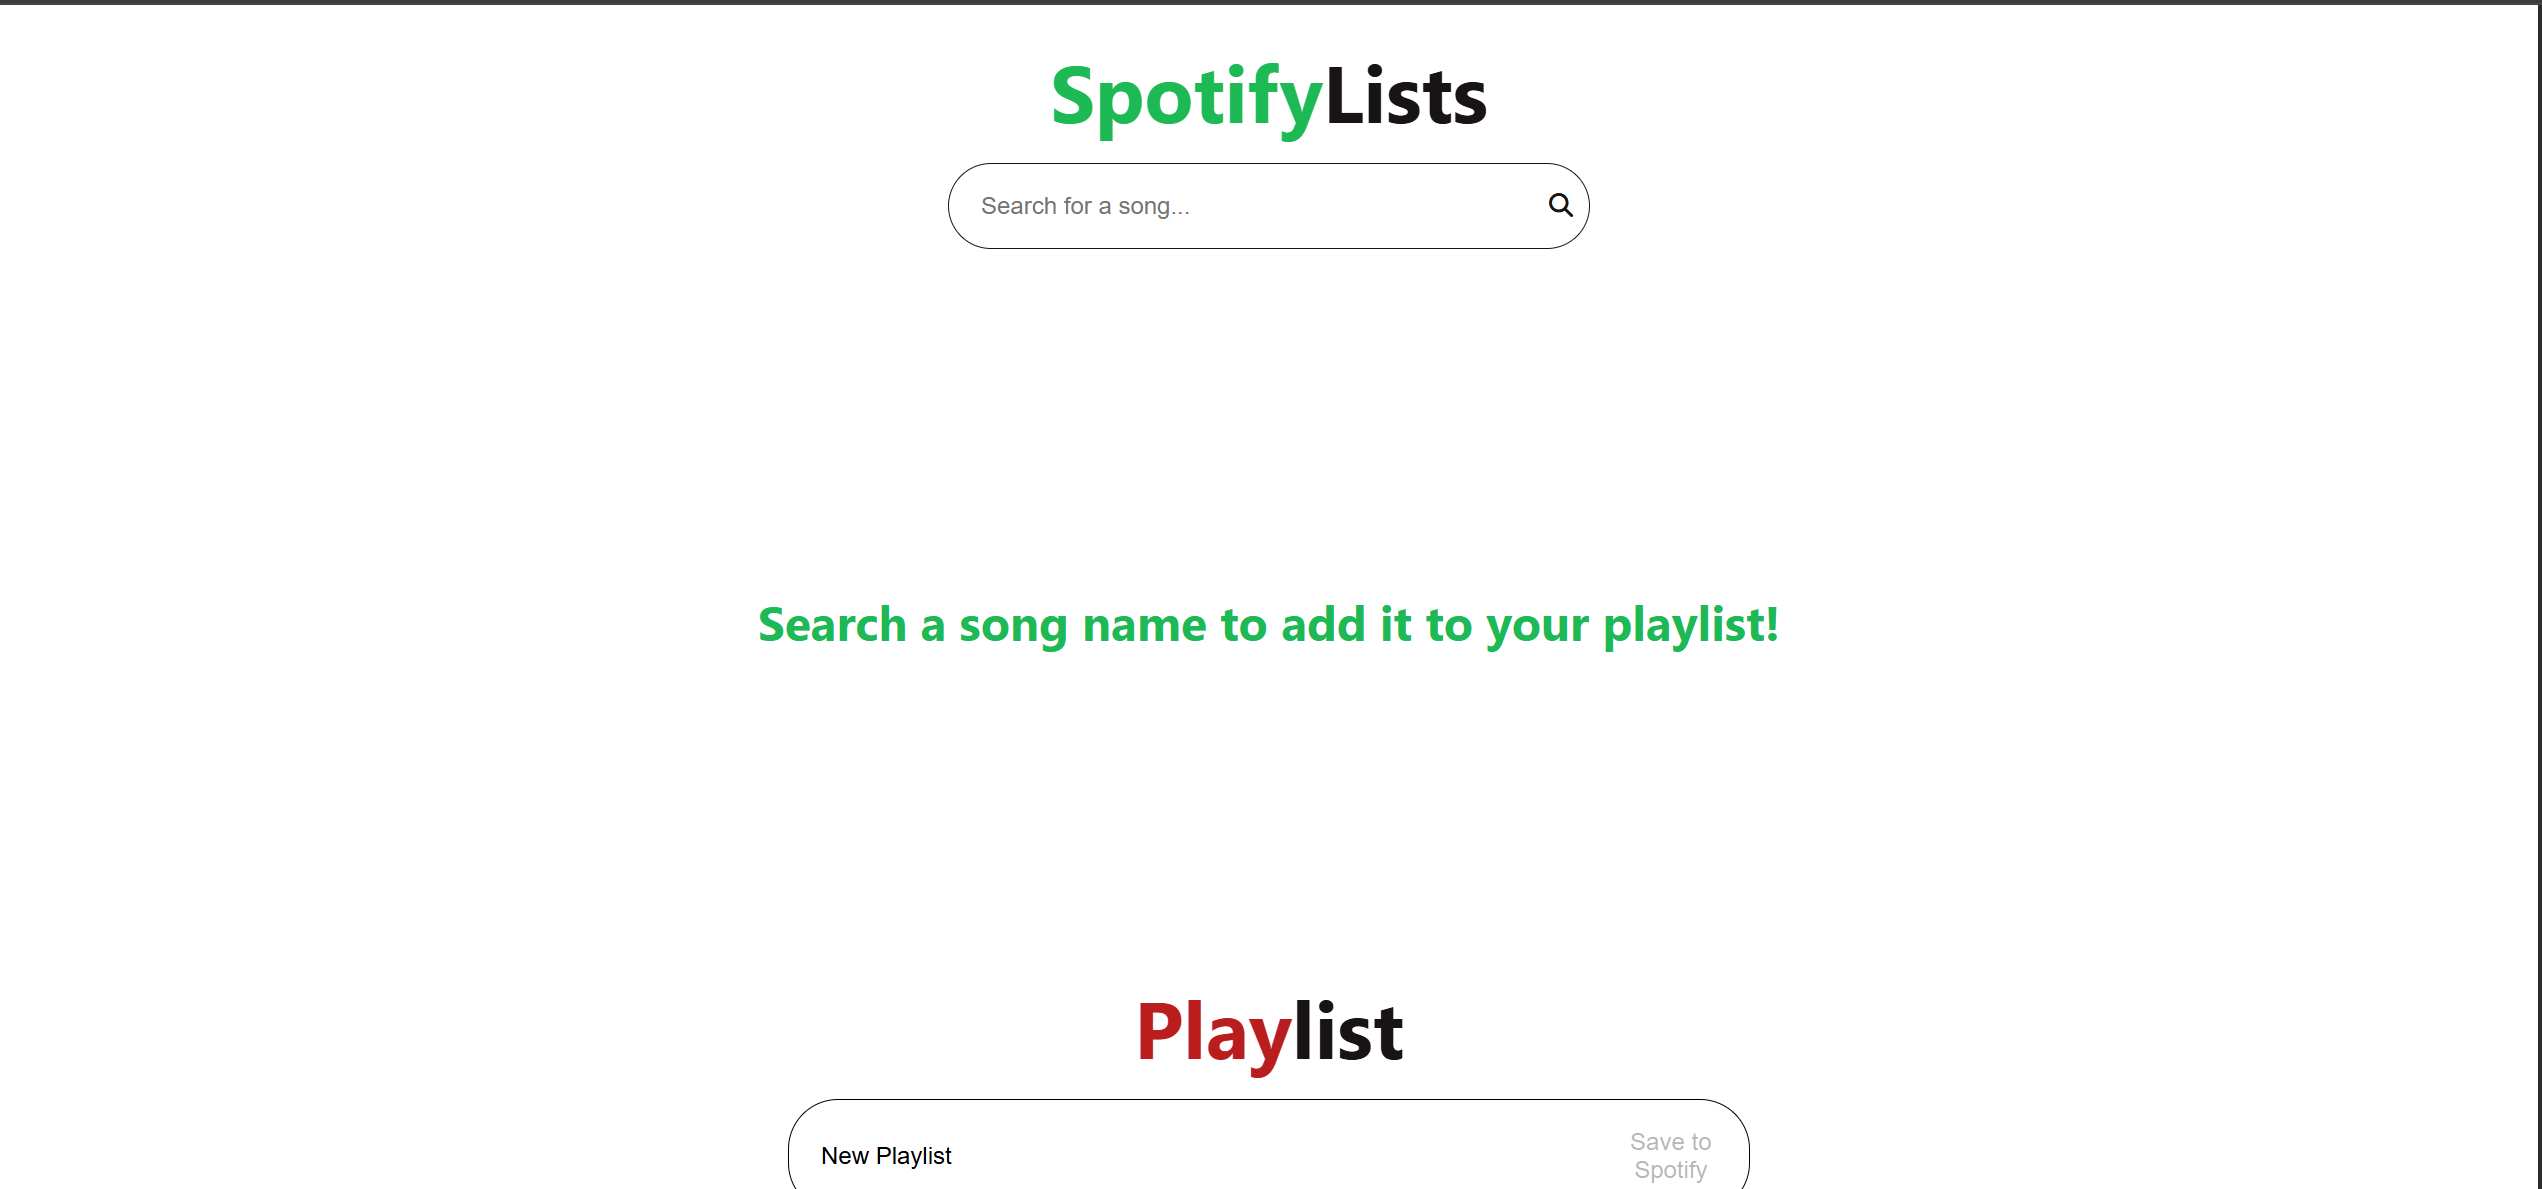 SpotifyLists
Search for a song...
Search a song name to add it to your playlist!
Playlist
New Playlist
Save to
Spotify